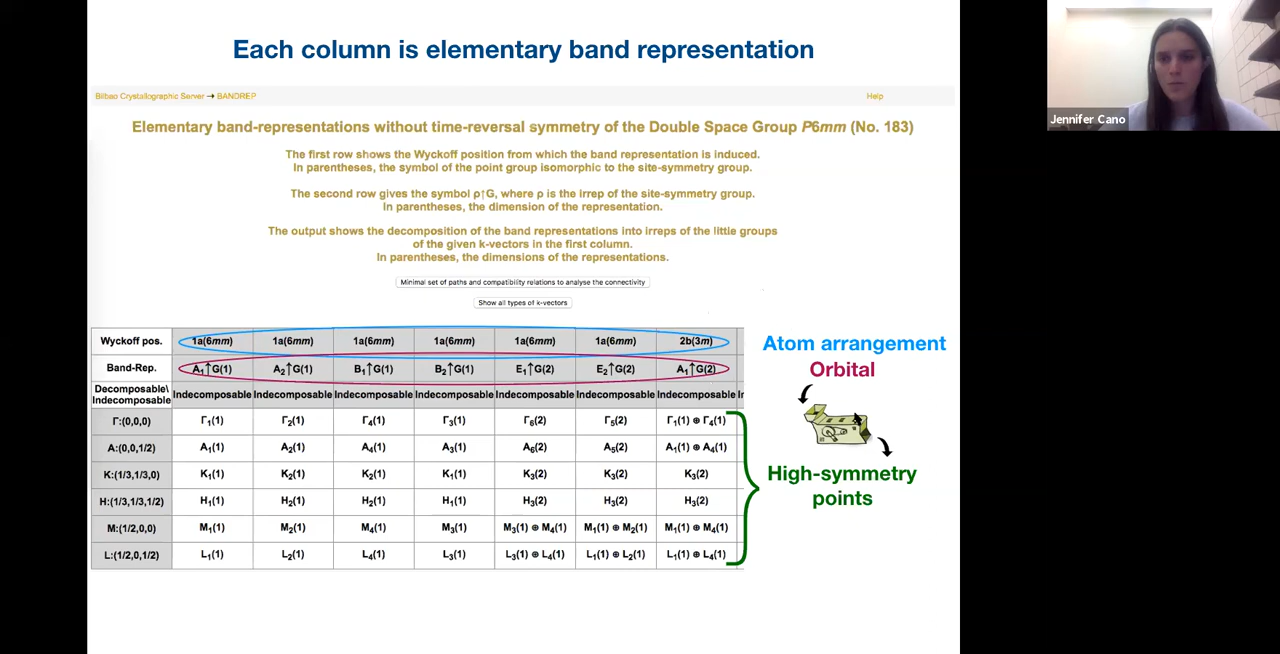 Each column is elementary band representation
Jennifer Cano
Bilbao Crystallographic Server → BANDREP
Help
Elementary band-representations without time-reversal symmetry of the Double Space Group P6mm (No. 183)
The first row shows the Wyckoff position from which the band representation is induced.
In parentheses, the symbol of the point group isomorphic to the site-symmetry group.
The second row gives the symbol ρ↑G, where ρ is the irrep of the site-symmetry group.
In parentheses, the dimension of the representation.
The output shows the decomposition of the band representations into irreps of the little groups
of the given k-vectors in the first column.
In parentheses, the dimensions of the representations.
Minimal set of paths and compatibility relations to analyse the connectivity
Show all types of k-vectors
Wyckoff pos. 1a(6mm) 1a(6mm) 1a(6mm) 1a(6mm) 1a(6mm) 1a(6mm) 2b(3m)
Band-Rep. A₁↑G(1) A₂↑G(1) B₁↑G(1) B₂↑G(1) E₁↑G(2) E₂↑G(2) A₁↑G(2)
Decomposable\
Indecomposable Indecomposable Indecomposable Indecomposable Indecomposable Indecomposable Indecomposable Indecomposable
Γ:(0,0,0) Γ₁(1) Γ₂(1) Γ₄(1) Γ₃(1) Γ₆(2) Γ₅(2) Γ₁(1) ⊕ Γ₄(1)
A:(0,0,1/2) A₁(1) A₂(1) A₄(1) A₃(1) A₆(2) A₅(2) A₁(1) ⊕ A₄(1)
K:(1/3,1/3,0) K₁(1) K₂(1) K₂(1) K₁(1) K₃(2) K₃(2) K₃(2)
H:(1/3,1/3,1/2) H₁(1) H₂(1) H₂(1) H₁(1) H₃(2) H₃(2) H₃(2)
M:(1/2,0,0) M₁(1) M₂(1) M₄(1) M₃(1) M₃(1) ⊕ M₄(1) M₁(1) ⊕ M₂(1) M₁(1) ⊕ M₄(1)
L:(1/2,0,1/2) L₁(1) L₂(1) L₄(1) L₃(1) L₃(1) ⊕ L₄(1) L₁(1) ⊕ L₂(1) L₁(1) ⊕ L₄(1)
Atom arrangement
Orbital
High-symmetry
points